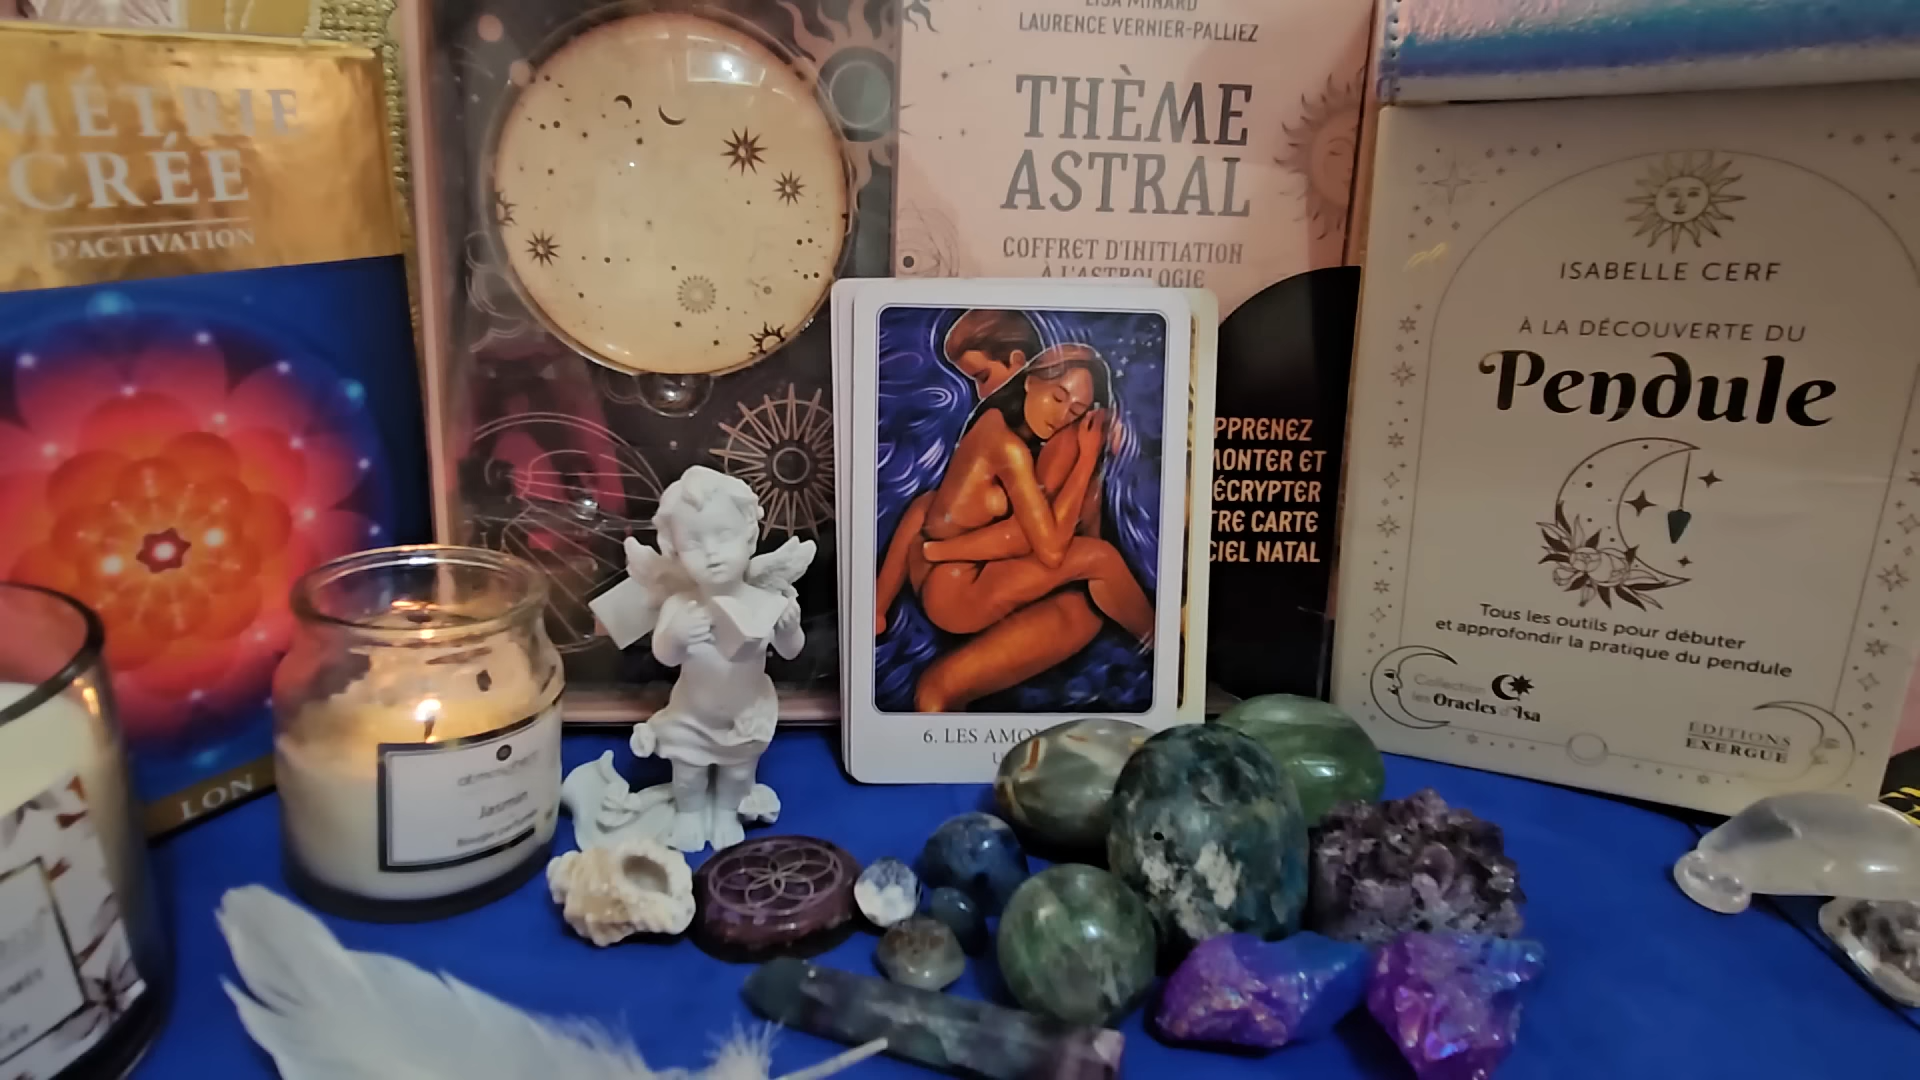 MÉTRIE
CRÉE
D'ACTIVATION
LON
LISA MINARD
LAURENCE VERNIER-PALLIEZ
THÈME
ASTRAL
COFFRET D'INITIATION
À L'ASTROLOGIE
PPRENEZ
MONTER ET
ÉCRYPTER
TRE CARTE
CIEL NATAL
6. LES AMO
ISABELLE CERF
À LA DÉCOUVERTE DU
Pendule
Tous les outils pour débuter
et approfondir la pratique du pendule
Collection
les Oracles d'Isa
EDITIONS
EXERGUE
Jasmin